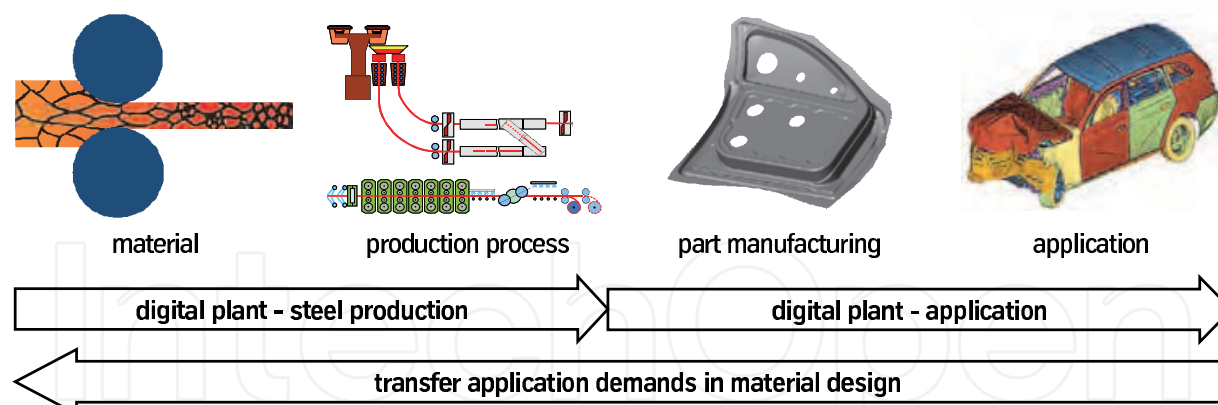 material
production process
part manufacturing
application
digital plant - steel production
digital plant - application
transfer application demands in material design
IntechOpen